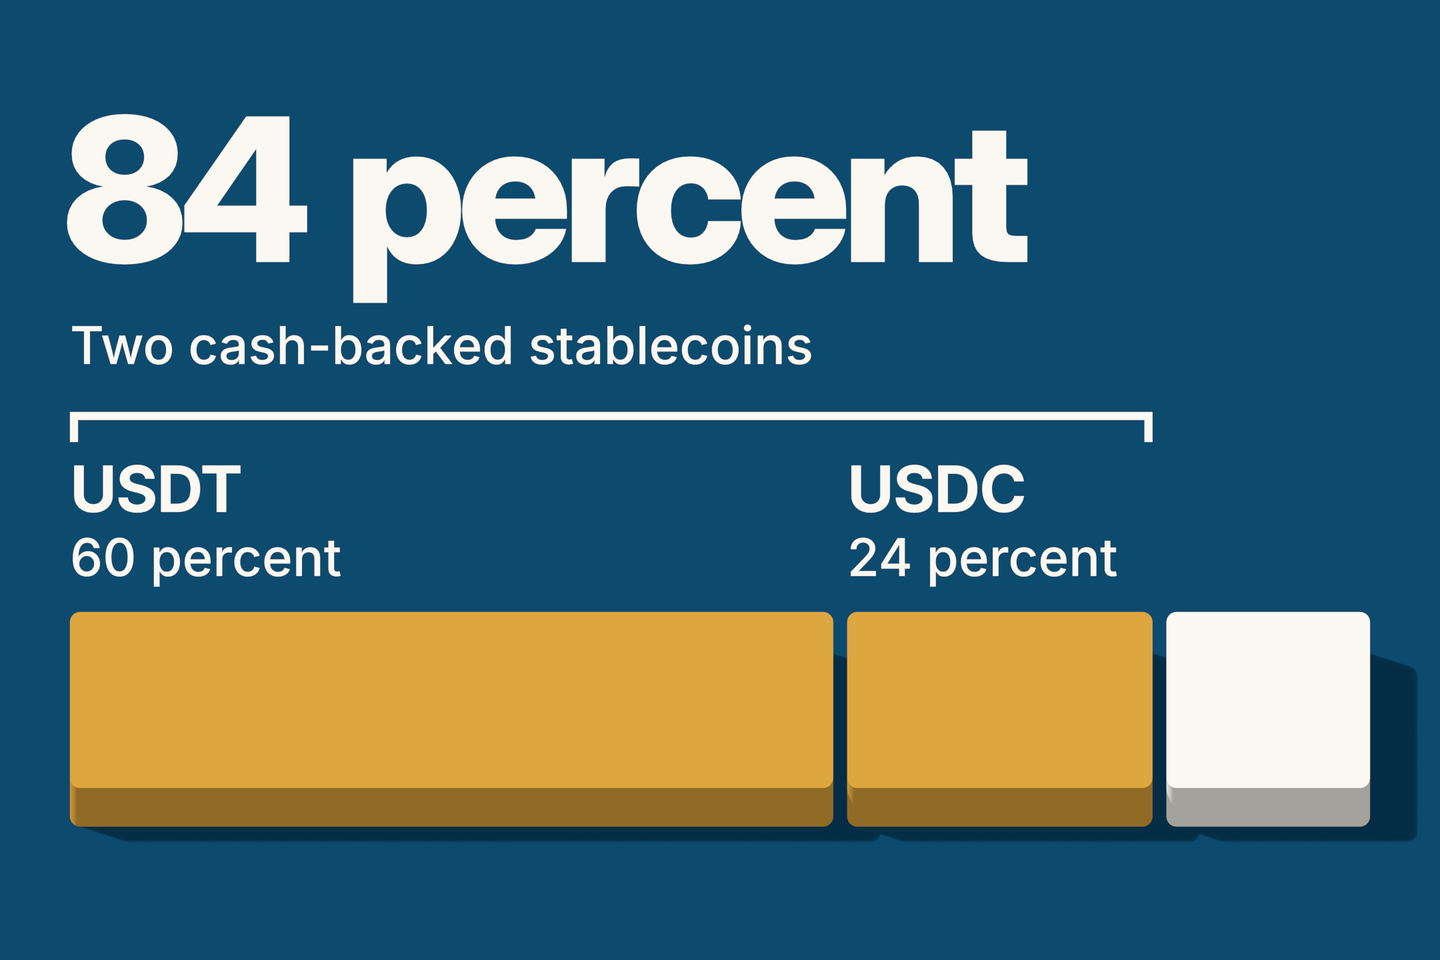 84 percent
Two cash-backed stablecoins
USDT
USDC
60 percent
24 percent